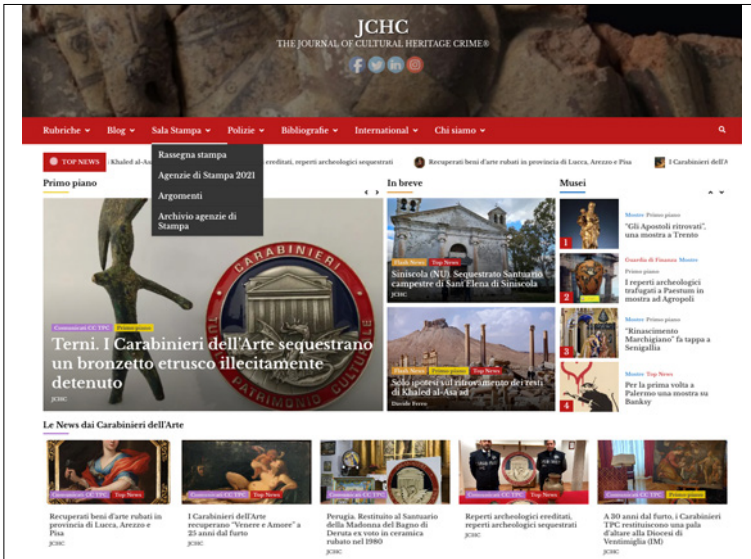 JCHC
THE JOURNAL OF CULTURAL HERITAGE CRIME®
Rubriche
Blog
Sala Stampa
Polizie
Bibliografie
International
Chi siamo
Rassegna stampa
Agenzie di Stampa 2021
Argomenti
Archivio agenzie di
Stampa
TOP NEWS
Khaled al-As
ereditati, reperti archeologici sequestrati
Recuperati beni d'arte rubati in provincia di Lucca, Arezzo e Pisa
I Carabinieri dell'A
Primo piano
CARABINIERI
PATRIMONIO CULTURALE
Comunicati CC TPC
Primo piano
Terni. I Carabinieri dell'Arte sequestrano
un bronzetto etrusco illecitamente
detenuto
JCHC
In breve
Flash News
Top News
Siniscola (NU). Sequestrato Santuario
campestre di Sant'Elena di Siniscola
JCHC
Flash News
Primo piano
Top News
Solo ipotesi sul ritrovamento dei resti
di Khaled al-Asa'ad
Davide Ferro
Musei
1
Mostre Primo piano
"Gli Apostoli ritrovati",
una mostra a Trento
2
Guardia di Finanza Mostre
Primo piano
I reperti archeologici
trafugati a Paestum in
mostra ad Agropoli
3
Mostre Primo piano
"Rinascimento
Marchigiano" fa tappa a
Senigallia
4
Mostre Top News
Per la prima volta a
Palermo una mostra su
Banksy
Le News dai Carabinieri dell'Arte
Comunicati CC TPC
Top News
Recuperati beni d'arte rubati in
provincia di Lucca, Arezzo e
Pisa
JCHC
Comunicati CC TPC
Top News
I Carabinieri dell'Arte
recuperano "Venere e Amore" a
25 anni dal furto
JCHC
Comunicati CC TPC
Top News
Perugia. Restituito al Santuario
della Madonna del Bagno di
Deruta ex voto in ceramica
rubato nel 1980
JCHC
Comunicati CC TPC
Top News
Reperti archeologici ereditati,
reperti archeologici sequestrati
JCHC
Comunicati CC TPC
Primo piano
A 30 anni dal furto, i Carabinieri
TPC restituiscono una pala
d'altare alla Diocesi di
Ventimiglia (IM)
JCHC